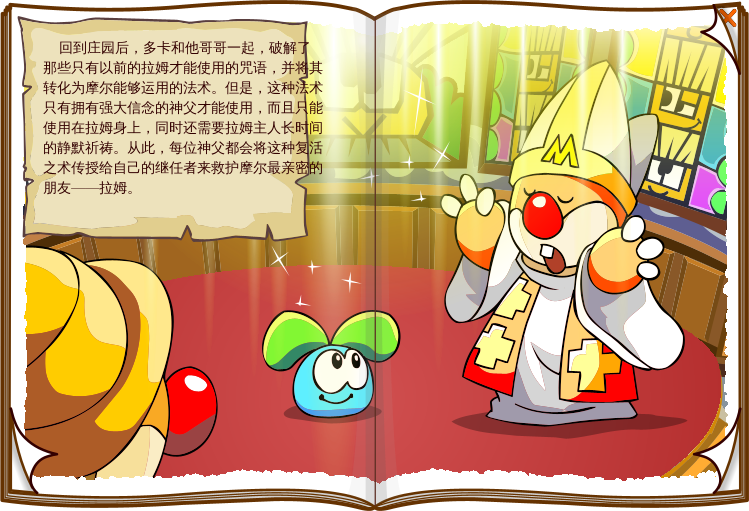 回到庄园后，多卡和他哥哥一起，破解了
那些只有以前的拉姆才能使用的咒语，并将其
转化为摩尔能够运用的法术。但是，这种法术
只有拥有强大信念的神父才能使用，而且只能
使用在拉姆身上，同时还需要拉姆主人长时间
的静默祈祷。从此，每位神父都会将这种复活
之术传授给自己的继任者来救护摩尔最亲密的
朋友——拉姆。
M